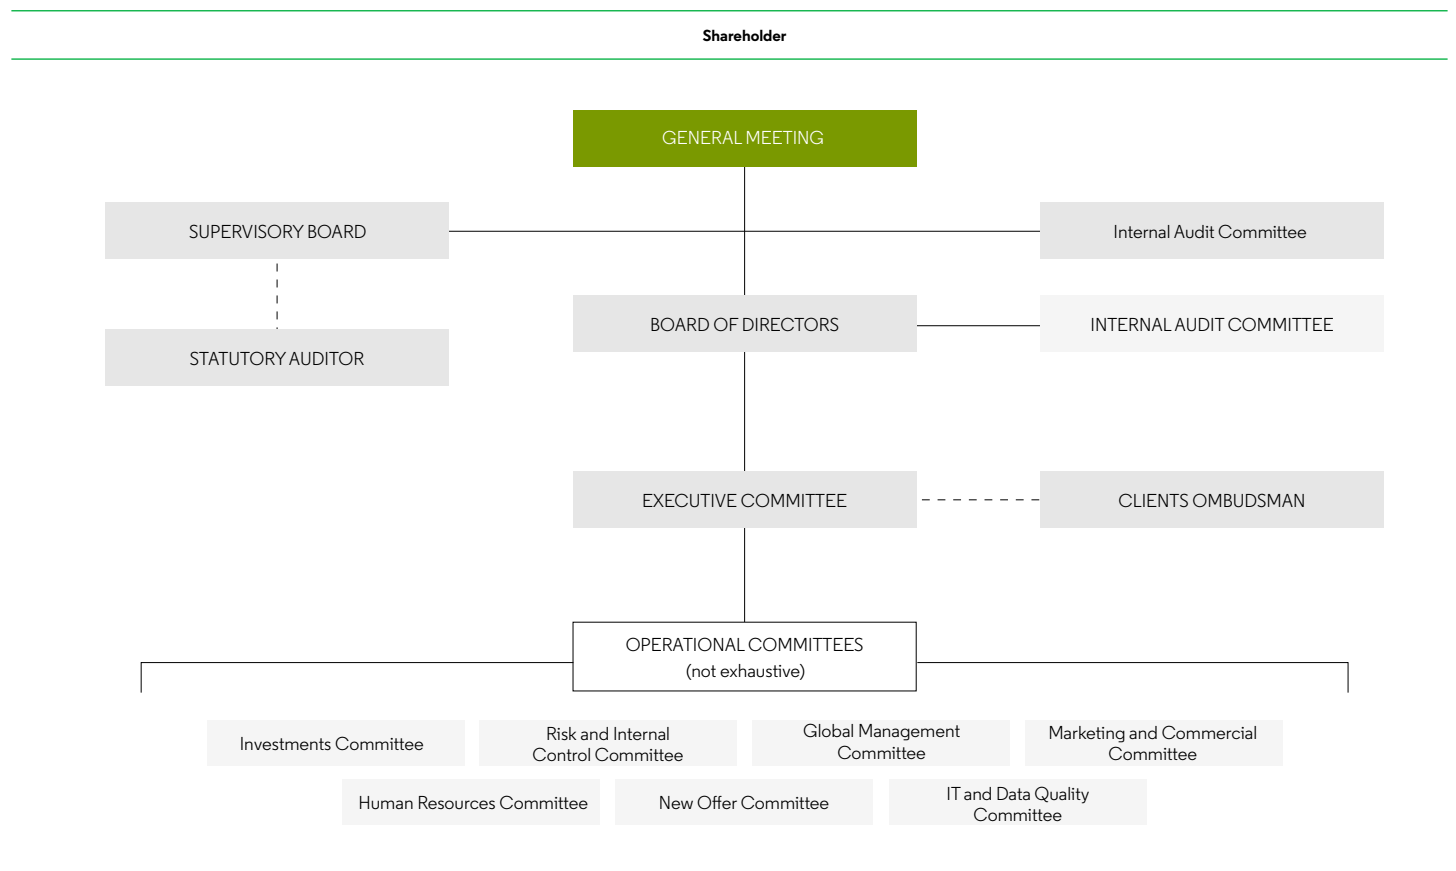 Shareholder
GENERAL MEETING
SUPERVISORY BOARD
Internal Audit Committee
BOARD OF DIRECTORS
INTERNAL AUDIT COMMITTEE
STATUTORY AUDITOR
EXECUTIVE COMMITTEE
CLIENTS OMBUDSMAN
OPERATIONAL COMMITTEES
(not exhaustive)
Investments Committee
Risk and Internal
Control Committee
Global Management
Committee
Marketing and Commercial
Committee
Human Resources Committee
New Offer Committee
IT and Data Quality
Committee